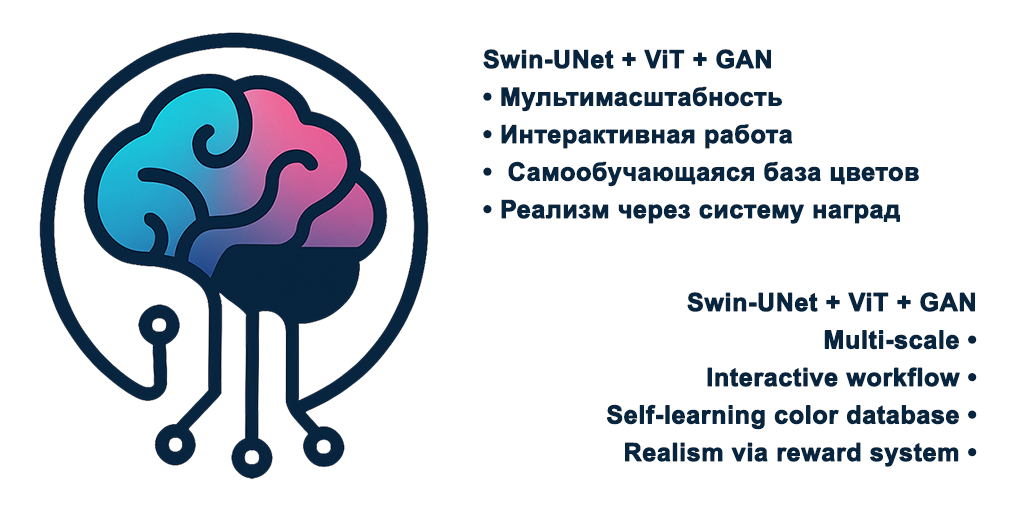 Swin-UNet + ViT + GAN
• Мультимасштабность
• Интерактивная работа
• Самообучающаяся база цветов
• Реализм через систему наград
Swin-UNet + ViT + GAN
Multi-scale •
Interactive workflow •
Self-learning color database •
Realism via reward system •